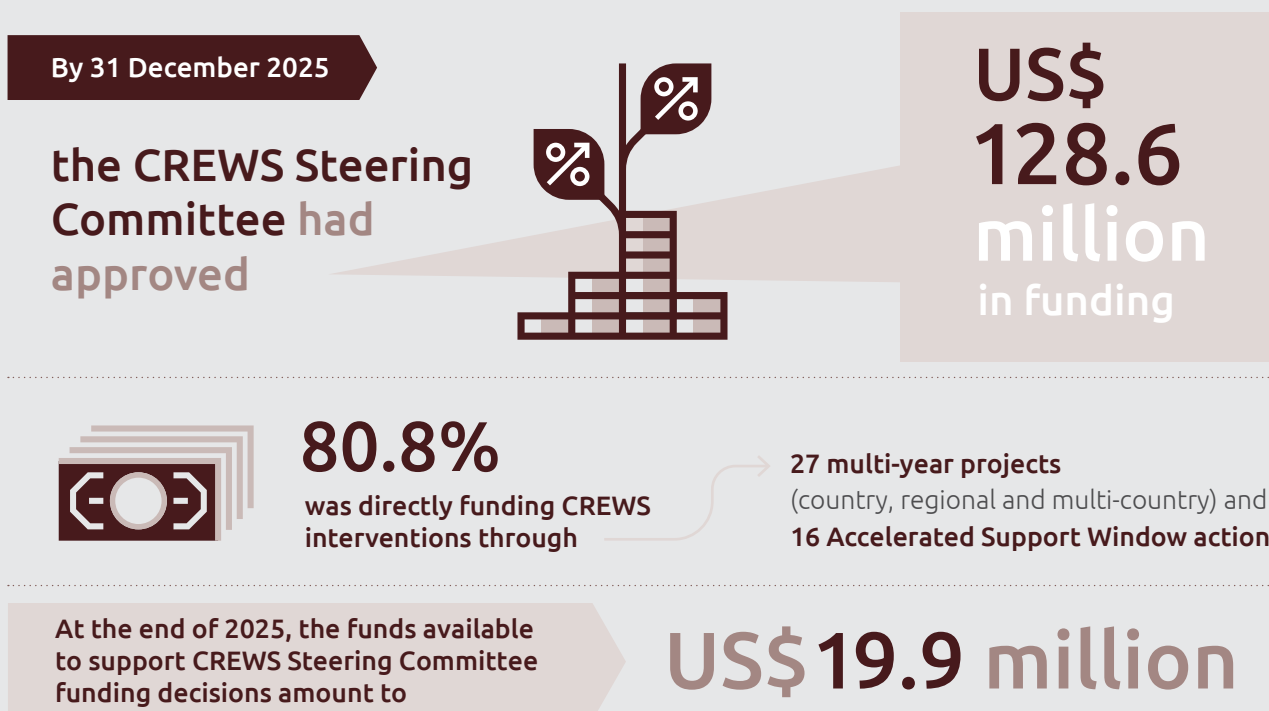 By 31 December 2025
the CREWS Steering
Committee had
approved
US$
128.6
million
in funding
80.8%
was directly funding CREWS
interventions through
27 multi-year projects
(country, regional and multi-country) and
16 Accelerated Support Window action
At the end of 2025, the funds available
to support CREWS Steering Committee
funding decisions amount to
US$ 19.9 million